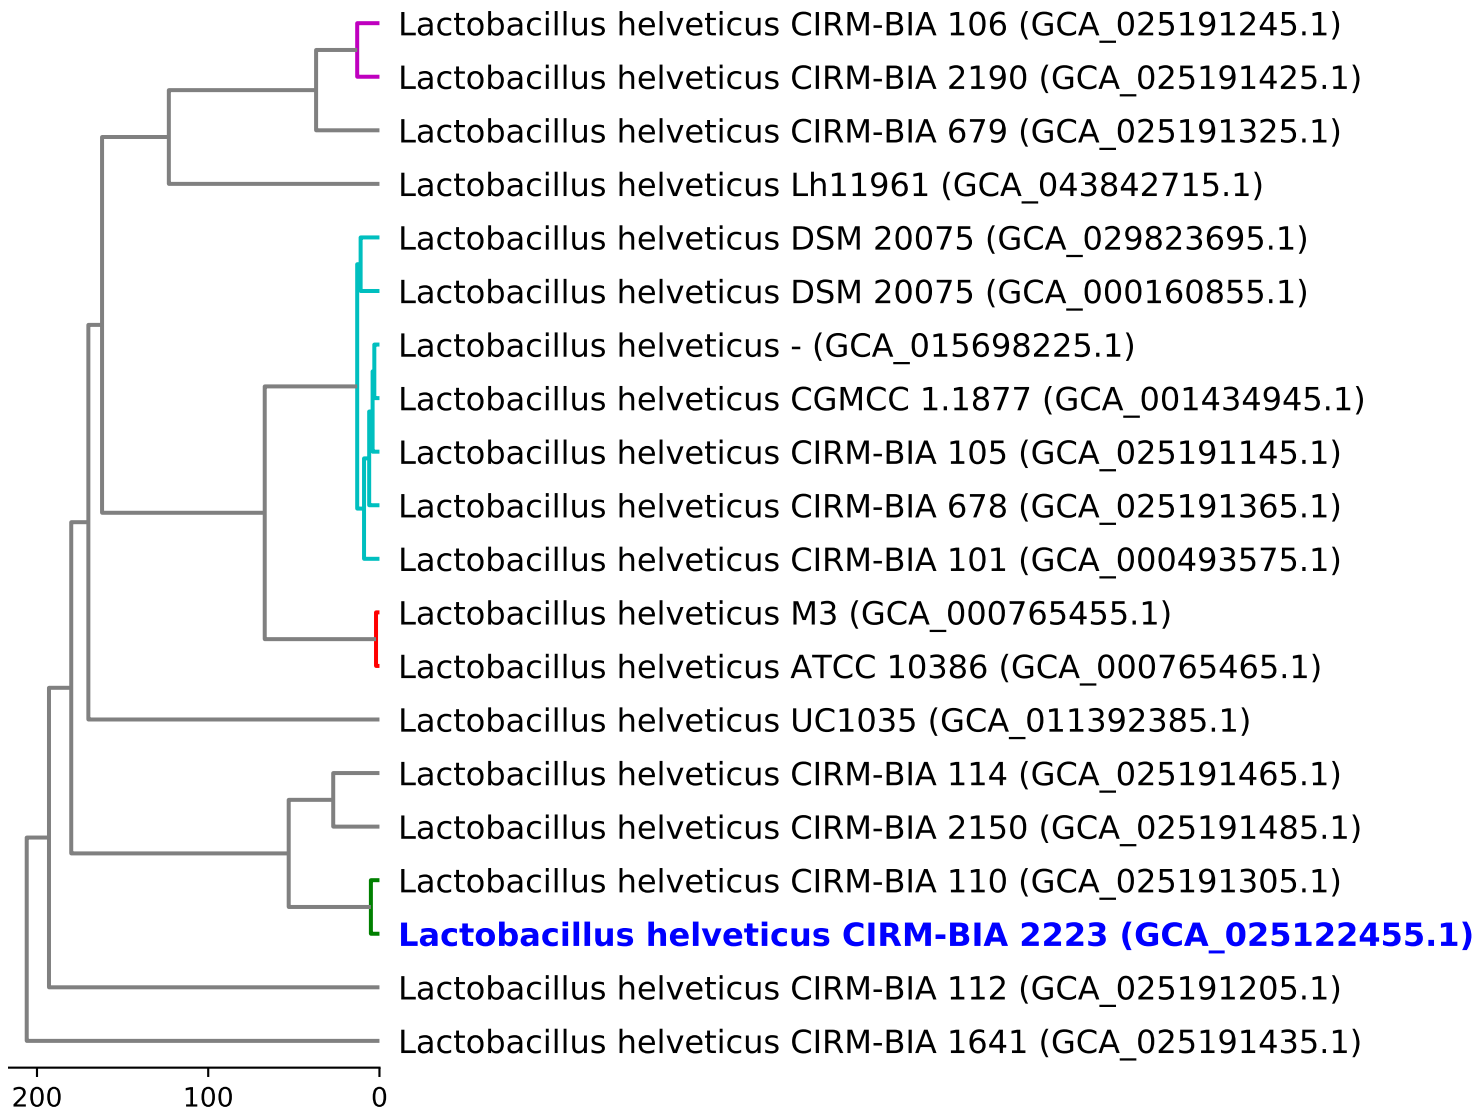 Lactobacillus helveticus CIRM-BIA 106 (GCA_025191245.1)
Lactobacillus helveticus CIRM-BIA 2190 (GCA_025191425.1)
Lactobacillus helveticus CIRM-BIA 679 (GCA_025191325.1)
Lactobacillus helveticus Lh11961 (GCA_043842715.1)
Lactobacillus helveticus DSM 20075 (GCA_029823695.1)
Lactobacillus helveticus DSM 20075 (GCA_000160855.1)
Lactobacillus helveticus - (GCA_015698225.1)
Lactobacillus helveticus CGMCC 1.1877 (GCA_001434945.1)
Lactobacillus helveticus CIRM-BIA 105 (GCA_025191145.1)
Lactobacillus helveticus CIRM-BIA 678 (GCA_025191365.1)
Lactobacillus helveticus CIRM-BIA 101 (GCA_000493575.1)
Lactobacillus helveticus M3 (GCA_000765455.1)
Lactobacillus helveticus ATCC 10386 (GCA_000765465.1)
Lactobacillus helveticus UC1035 (GCA_011392385.1)
Lactobacillus helveticus CIRM-BIA 114 (GCA_025191465.1)
Lactobacillus helveticus CIRM-BIA 2150 (GCA_025191485.1)
Lactobacillus helveticus CIRM-BIA 110 (GCA_025191305.1)
Lactobacillus helveticus CIRM-BIA 2223 (GCA_025122455.1)
Lactobacillus helveticus CIRM-BIA 112 (GCA_025191205.1)
Lactobacillus helveticus CIRM-BIA 1641 (GCA_025191435.1)
200 100 0